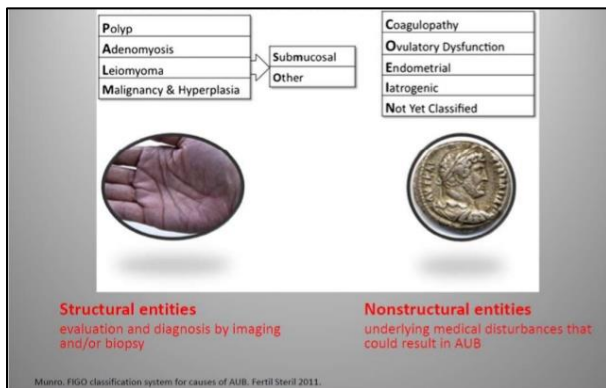 Polyp
Adenomyosis
Leiomyoma
Malignancy & Hyperplasia
Submucosal
Other
Coagulopathy
Ovulatory Dysfunction
Endometrial
Iatrogenic
Not Yet Classified
Structural entities
evaluation and diagnosis by imaging
and/or biopsy
Nonstructural entities
underlying medical disturbances that
could result in AUB
Munro. FIGO classification system for causes of AUB. Fertil Steril 2011.